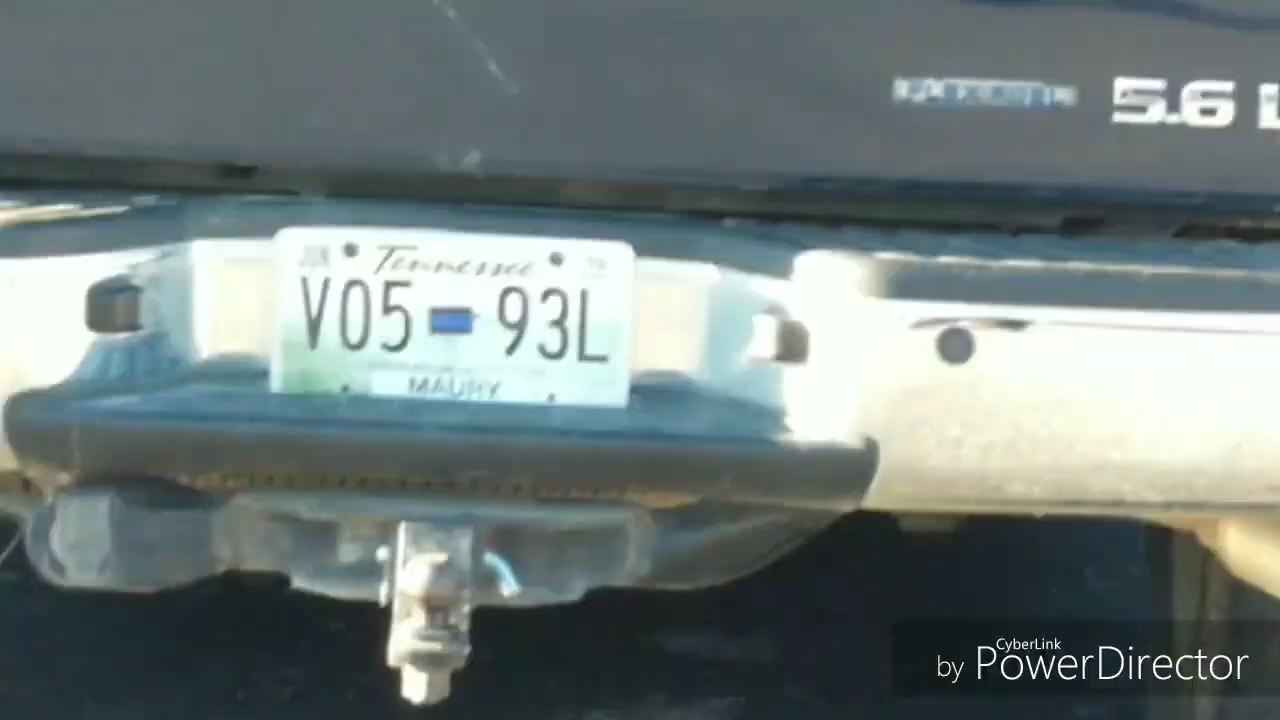 5.6 L
JUN
Tennessee
V05 93L
MAURY
CyberLink
by PowerDirector